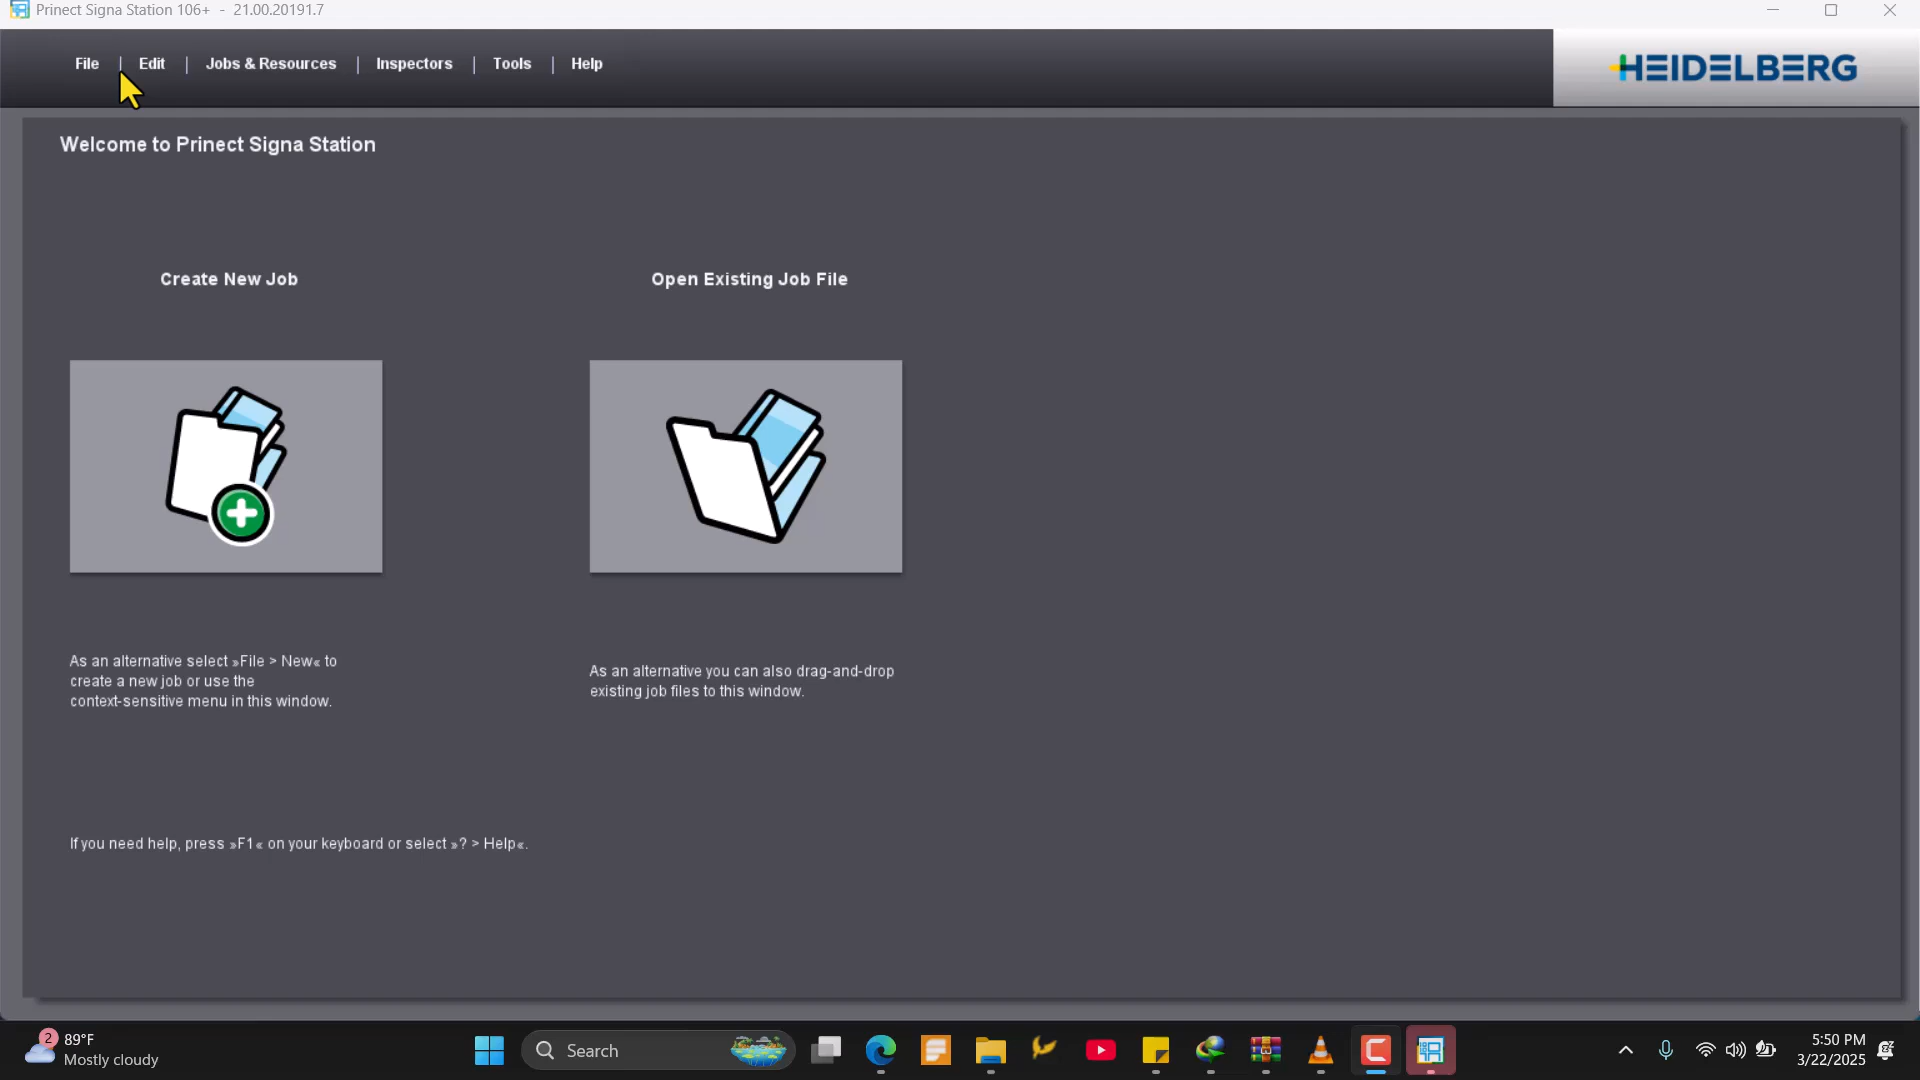 Prinect Signa Station 106+ - 21.00.20191.7
File | Edit | Jobs & Resources | Inspectors | Tools | Help
HEIDELBERG
Welcome to Prinect Signa Station
Create New Job
Open Existing Job File
As an alternative select »File > New« to
create a new job or use the
context-sensitive menu in this window.
As an alternative you can also drag-and-drop
existing job files to this window.
If you need help, press »F1« on your keyboard or select »? > Help«.
2
89°F
Mostly cloudy
Search
5:50 PM
3/22/2025